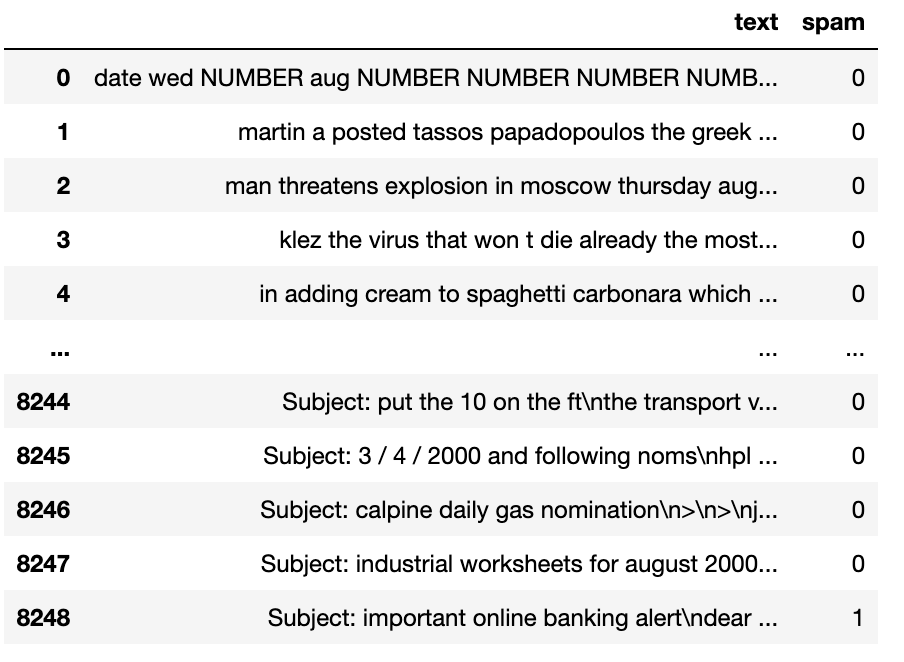 text spam
0 date wed NUMBER aug NUMBER NUMBER NUMBER NUMB... 0
1 martin a posted tassos papadopoulos the greek ... 0
2 man threatens explosion in moscow thursday aug... 0
3 klez the virus that won t die already the most... 0
4 in adding cream to spaghetti carbonara which ... 0
... ... ...
8244 Subject: put the 10 on the ft\nthe transport v... 0
8245 Subject: 3 / 4 / 2000 and following noms\nhpl ... 0
8246 Subject: calpine daily gas nomination\n>\n>\nj... 0
8247 Subject: industrial worksheets for august 2000... 0
8248 Subject: important online banking alert\ndear ... 1